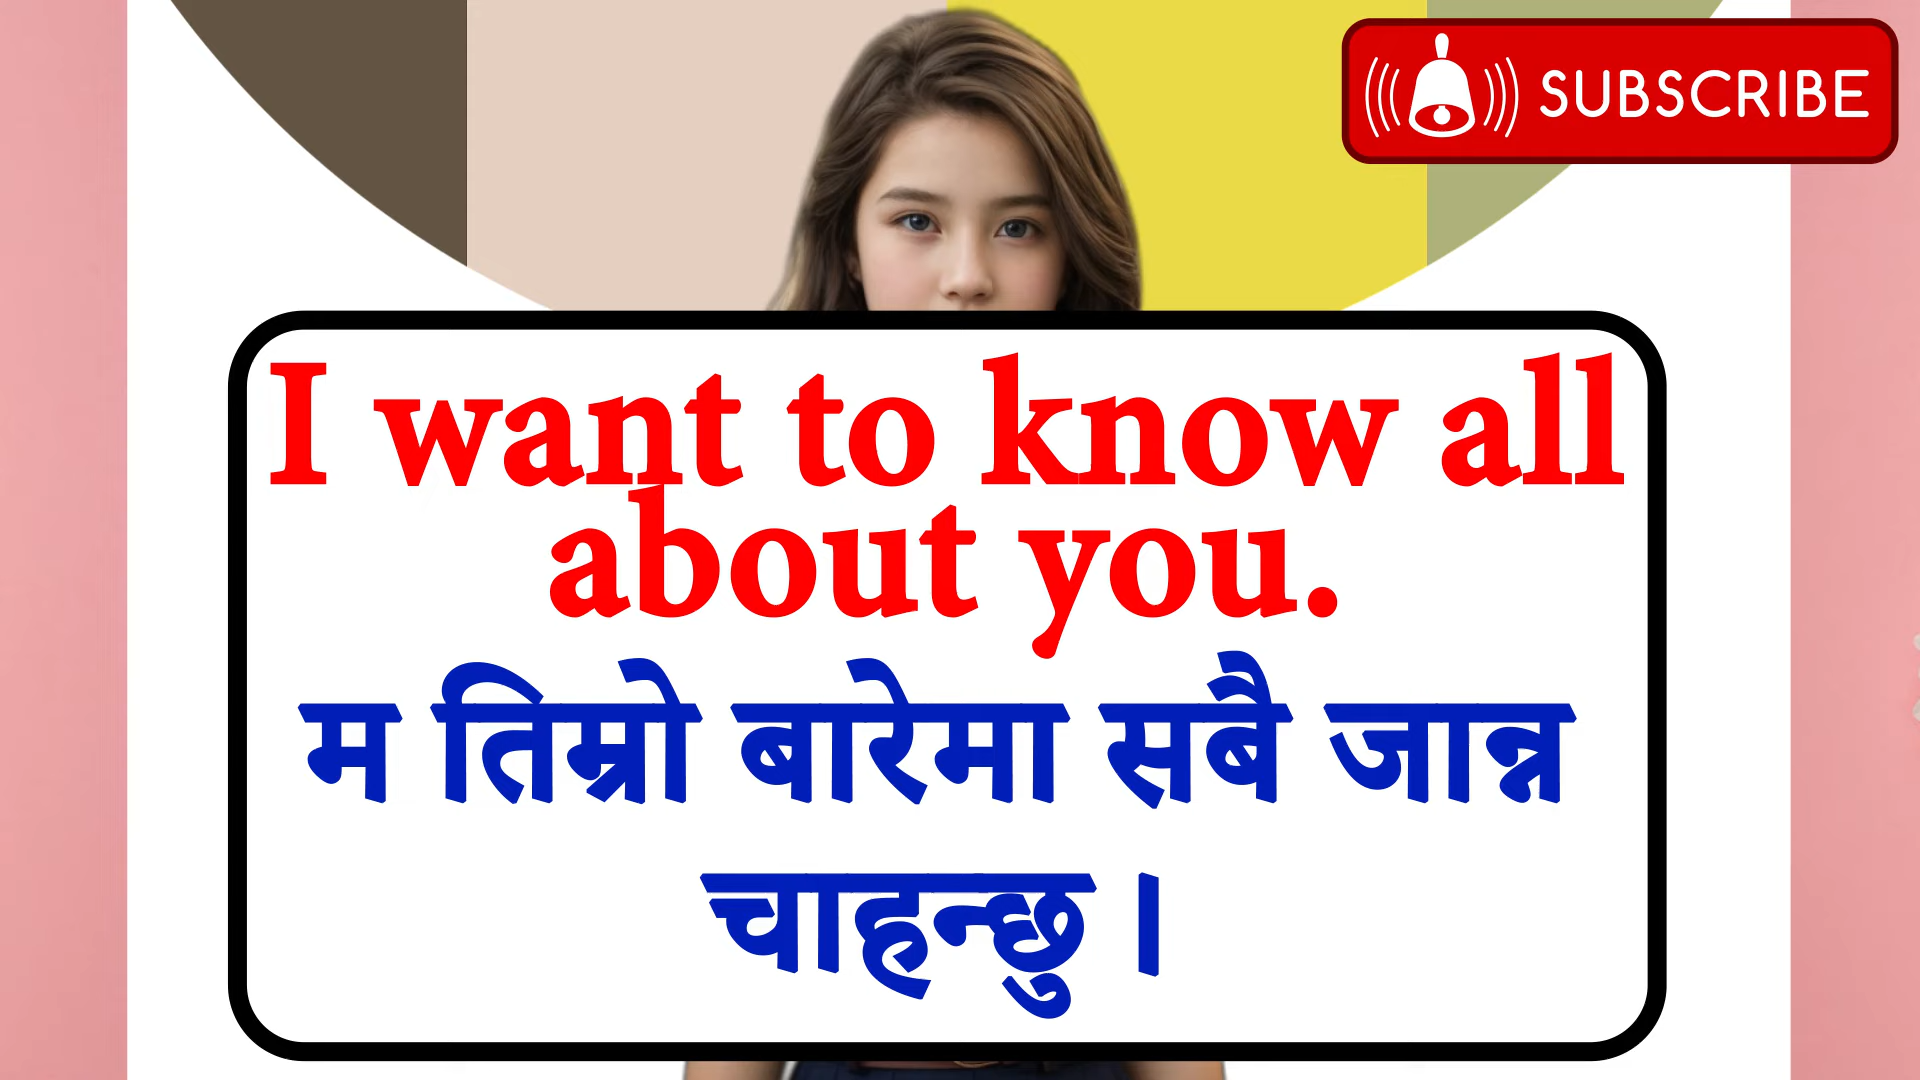 SUBSCRIBE
I want to know all
about you.
म तिम्रो बारेमा सबै जान्न
चाहन्छु ।